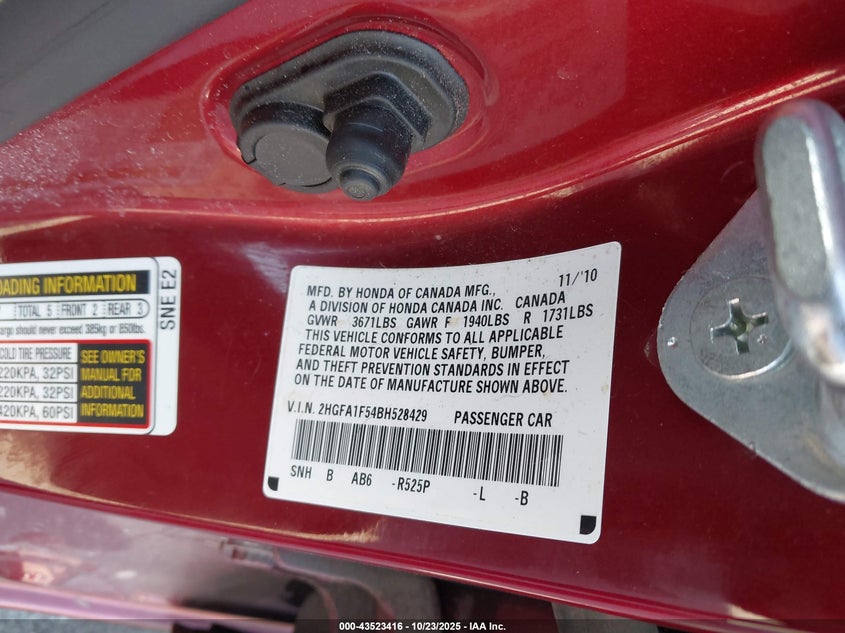 OADING INFORMATION
TOTAL 5 FRONT 2 REAR 3
argo should never exceed 385kg or 850lbs.
COLD TIRE PRESSURE
220KPA, 32PSI
220KPA, 32PSI
420KPA, 60PSI
SEE OWNER'S
MANUAL FOR
ADDITIONAL
INFORMATION
SNE E2
MFD. BY HONDA OF CANADA MFG., 11/'10
A DIVISION OF HONDA CANADA INC. CANADA
GVWR 3671LBS GAWR F 1940LBS R 1731LBS
THIS VEHICLE CONFORMS TO ALL APPLICABLE
FEDERAL MOTOR VEHICLE SAFETY, BUMPER,
AND THEFT PREVENTION STANDARDS IN EFFECT
ON THE DATE OF MANUFACTURE SHOWN ABOVE.
V.I.N. 2HGFA1F54BH528429 PASSENGER CAR
SNH B AB6 -R525P -L -B
000-43523416 - 10/23/2025 - IAA Inc.